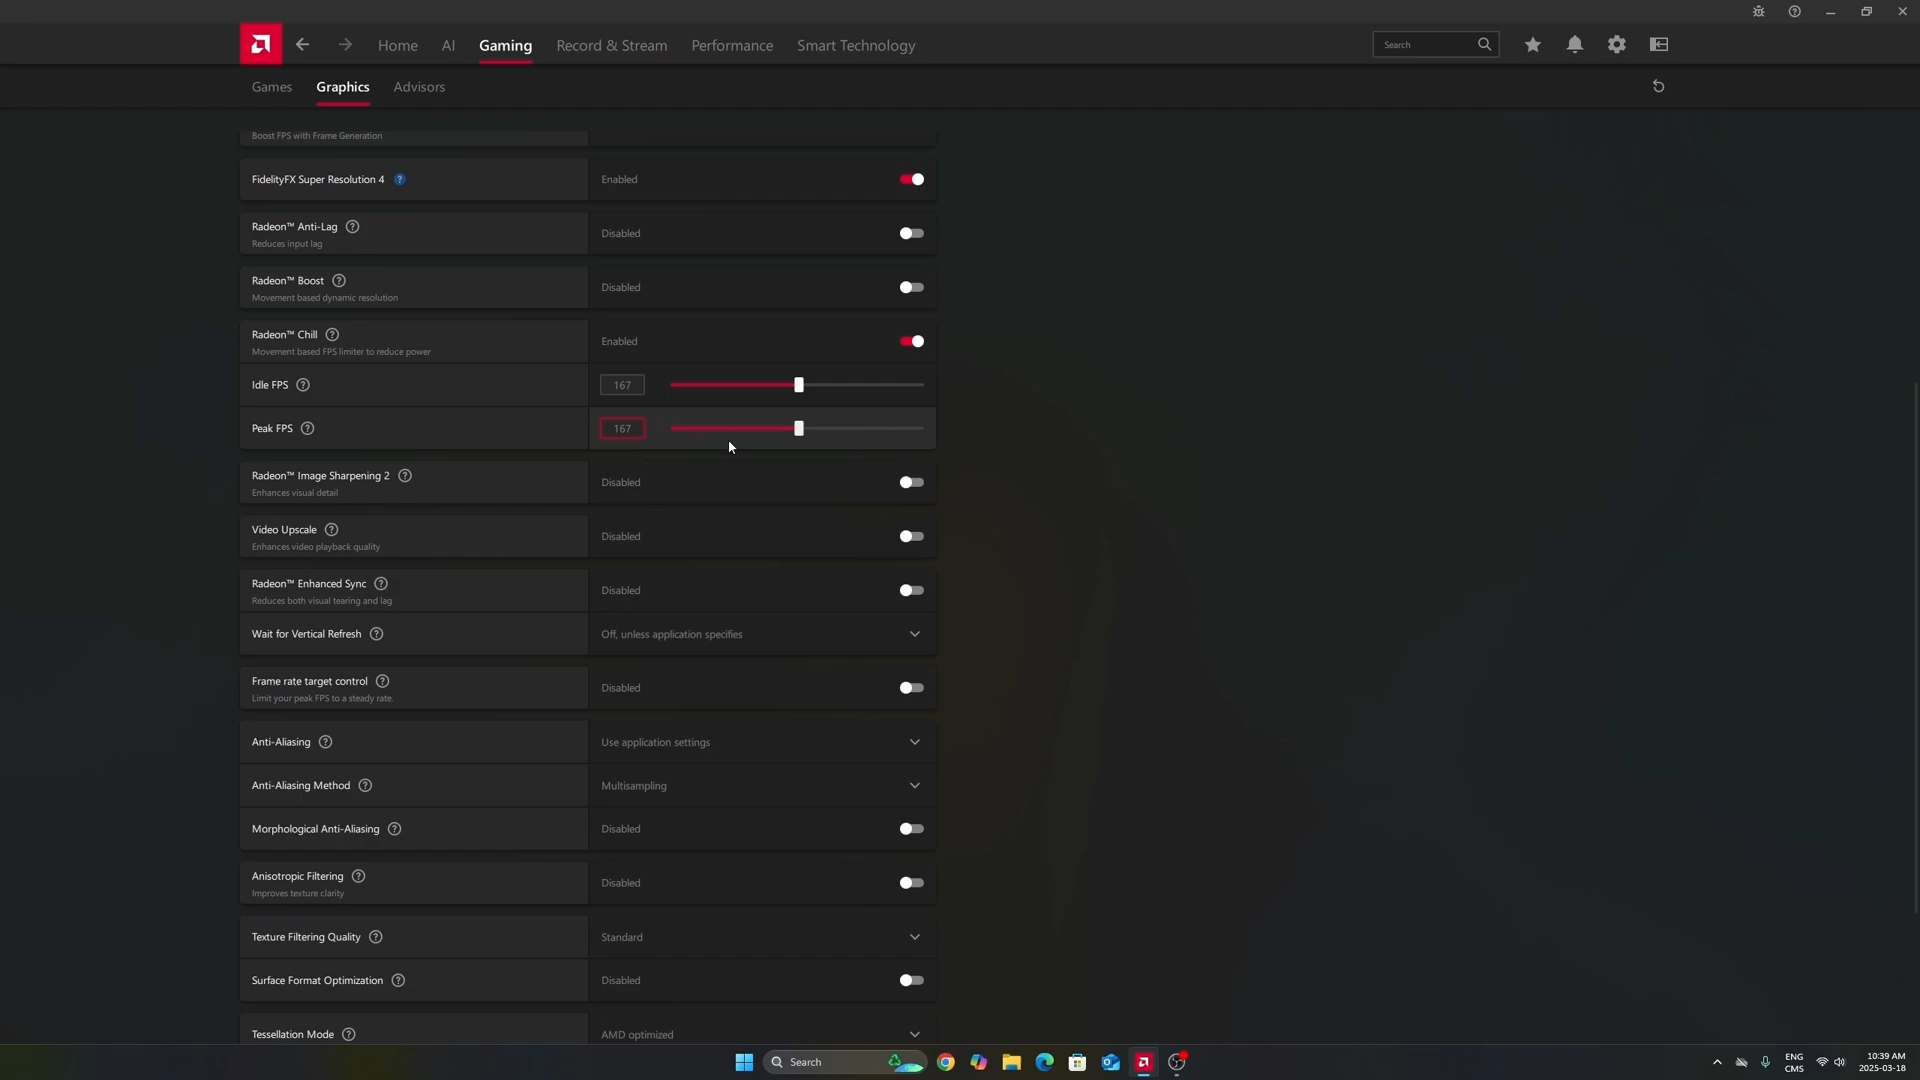 Home
AI
Gaming
Record & Stream
Performance
Smart Technology
Search
Games
Graphics
Advisors
Boost FPS with Frame Generation
FidelityFX Super Resolution 4
Enabled
Radeon™ Anti-Lag
Reduces input lag
Disabled
Radeon™ Boost
Movement based dynamic resolution
Disabled
Radeon™ Chill
Movement based FPS limiter to reduce power
Enabled
Idle FPS
167
Peak FPS
167
Radeon™ Image Sharpening 2
Enhances visual detail
Disabled
Video Upscale
Enhances video playback quality
Disabled
Radeon™ Enhanced Sync
Reduces both visual tearing and lag
Disabled
Wait for Vertical Refresh
Off, unless application specifies
Frame rate target control
Limit your peak FPS to a steady rate.
Disabled
Anti-Aliasing
Use application settings
Anti-Aliasing Method
Multisampling
Morphological Anti-Aliasing
Disabled
Anisotropic Filtering
Improves texture clarity
Disabled
Texture Filtering Quality
Standard
Surface Format Optimization
Disabled
Tessellation Mode
AMD optimized
Search
ENG
CMS
10:39 AM
2025-03-18